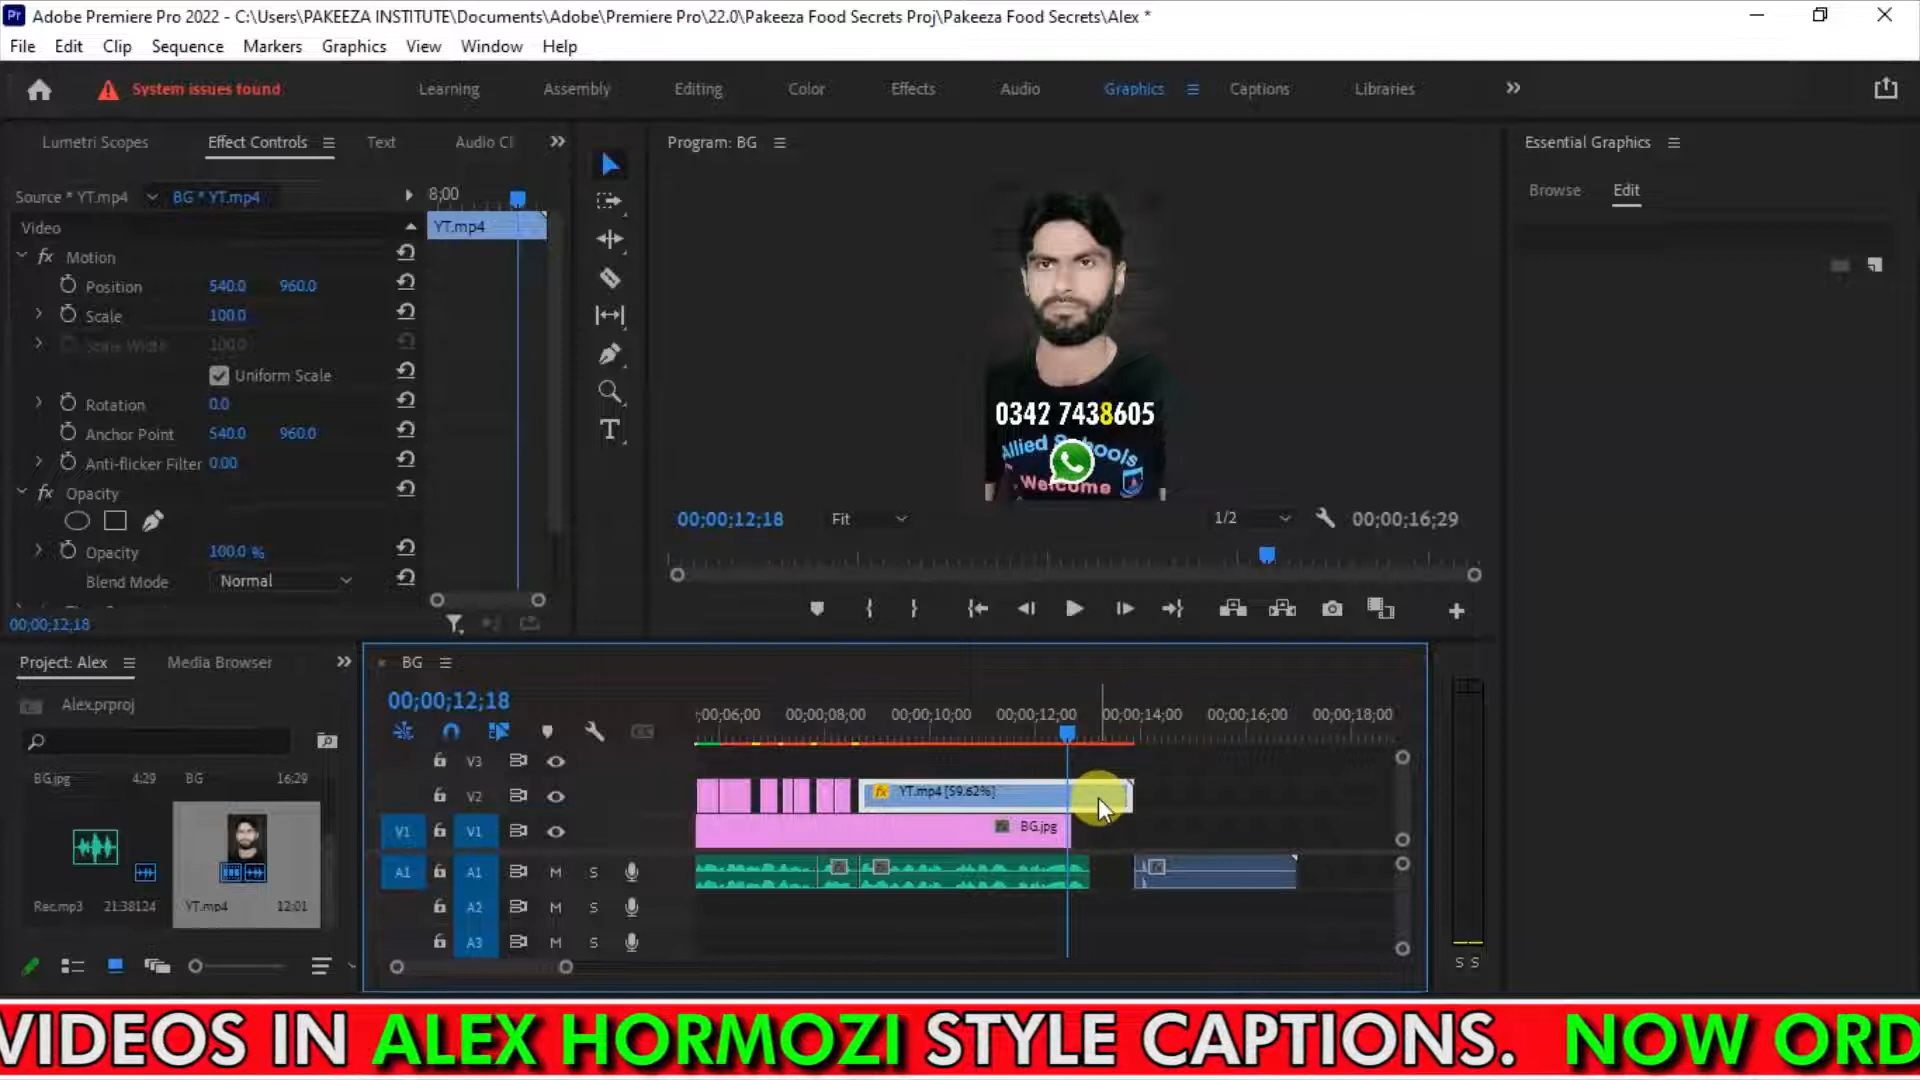 Adobe Premiere Pro 2022 - C:\Users\PAKEEZA INSTITUTE\Documents\Adobe\Premiere Pro\22.0\Pakeeza Food Secrets Proj\Pakeeza Food Secrets\Alex *
File Edit Clip Sequence Markers Graphics View Window Help
System issues found Learning Assembly Editing Color Effects Audio Graphics Captions Libraries
Lumetri Scopes Effect Controls Text Audio Cl Program: BG Essential Graphics
Browse Edit
Source * YT.mp4 BG * YT.mp4 8;00
Video YT.mp4
fx Motion
Position 540.0 960.0
Scale 100.0
Scale Width 100.0
Uniform Scale
Rotation 0.0
Anchor Point 540.0 960.0
Anti-flicker Filter 0.00
fx Opacity
Opacity 100.0 %
Blend Mode Normal
00;00;12;18
0342 7438605
Allied Schools
Welcome
00;00;12;18 Fit 1/2 00;00;16;29
Project: Alex Media Browser
Alex.prproj
BG.jpg 4:29 BG 16:29
Rec.mp3 21:38124 YT.mp4 12:01
BG
00;00;12;18
;00;06;00 00;00;08;00 00;00;10;00 00;00;12;00 00;00;14;00 00;00;16;00 00;00;18;00
V3
V2 fx YT.mp4 [59.62%]
V1 V1 BG.jpg
A1 A1 M S
A2 M S
A3 M S
S S
VIDEOS IN ALEX HORMOZI STYLE CAPTIONS. NOW ORD